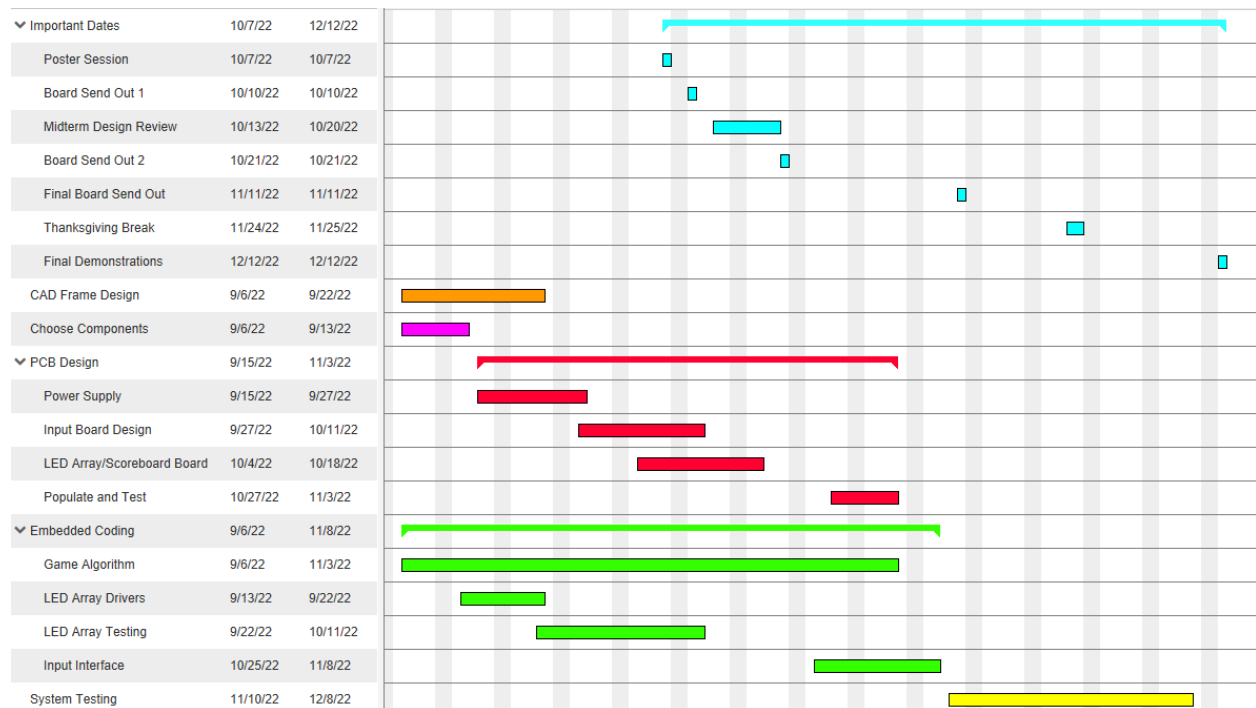 Important Dates 10/7/22 12/12/22
Poster Session 10/7/22 10/7/22
Board Send Out 1 10/10/22 10/10/22
Midterm Design Review 10/13/22 10/20/22
Board Send Out 2 10/21/22 10/21/22
Final Board Send Out 11/11/22 11/11/22
Thanksgiving Break 11/24/22 11/25/22
Final Demonstrations 12/12/22 12/12/22
CAD Frame Design 9/6/22 9/22/22
Choose Components 9/6/22 9/13/22
PCB Design 9/15/22 11/3/22
Power Supply 9/15/22 9/27/22
Input Board Design 9/27/22 10/11/22
LED Array/Scoreboard Board 10/4/22 10/18/22
Populate and Test 10/27/22 11/3/22
Embedded Coding 9/6/22 11/8/22
Game Algorithm 9/6/22 11/3/22
LED Array Drivers 9/13/22 9/22/22
LED Array Testing 9/22/22 10/11/22
Input Interface 10/25/22 11/8/22
System Testing 11/10/22 12/8/22